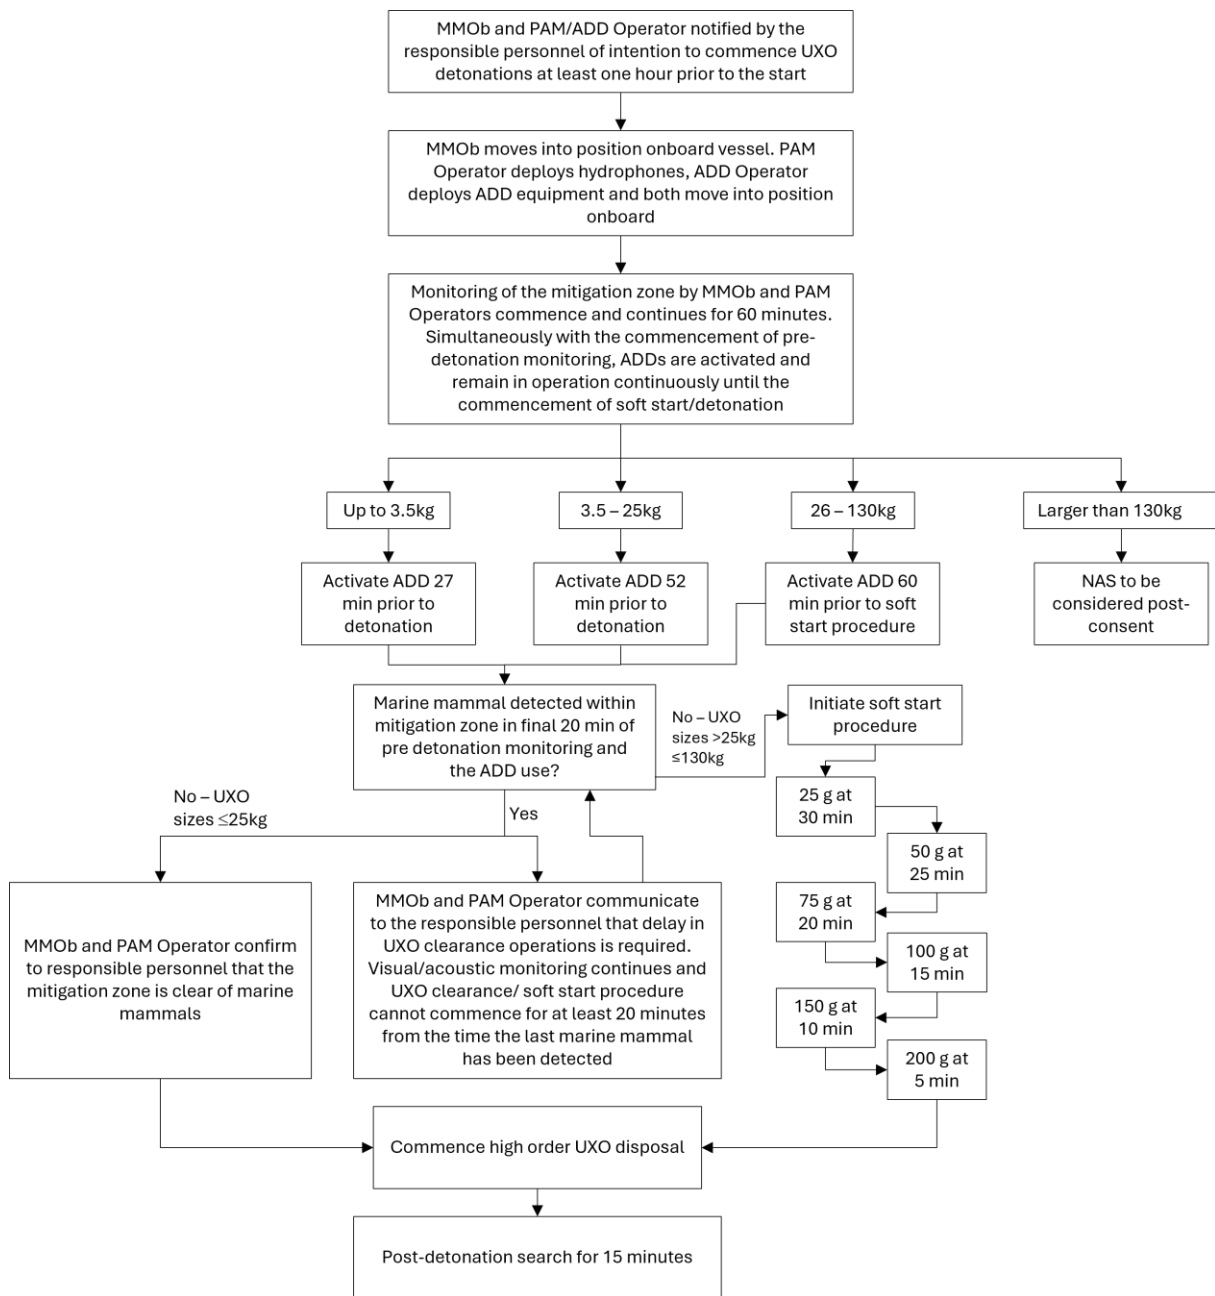 MMOb and PAM/ADD Operator notified by the
responsible personnel of intention to commence UXO
detonations at least one hour prior to the start
MMOb moves into position onboard vessel. PAM
Operator deploys hydrophones, ADD Operator
deploys ADD equipment and both move into position
onboard
Monitoring of the mitigation zone by MMOb and PAM
Operators commence and continues for 60 minutes.
Simultaneously with the commencement of pre-
detonation monitoring, ADDs are activated and
remain in operation continuously until the
commencement of soft start/detonation
Up to 3.5kg
3.5 – 25kg
26 – 130kg
Larger than 130kg
Activate ADD 27
min prior to
detonation
Activate ADD 52
min prior to
detonation
Activate ADD 60
min prior to soft
start procedure
NAS to be
considered post-
consent
Marine mammal detected within
mitigation zone in final 20 min of
pre detonation monitoring and
the ADD use?
No – UXO
sizes >25kg
≤130kg
Initiate soft start
procedure
25 g at
30 min
50 g at
25 min
75 g at
20 min
100 g at
15 min
150 g at
10 min
200 g at
5 min
No – UXO
sizes ≤25kg
Yes
MMOb and PAM Operator confirm
to responsible personnel that the
mitigation zone is clear of marine
mammals
MMOb and PAM Operator communicate
to the responsible personnel that delay in
UXO clearance operations is required.
Visual/acoustic monitoring continues and
UXO clearance/ soft start procedure
cannot commence for at least 20 minutes
from the time the last marine mammal
has been detected
Commence high order UXO disposal
Post-detonation search for 15 minutes